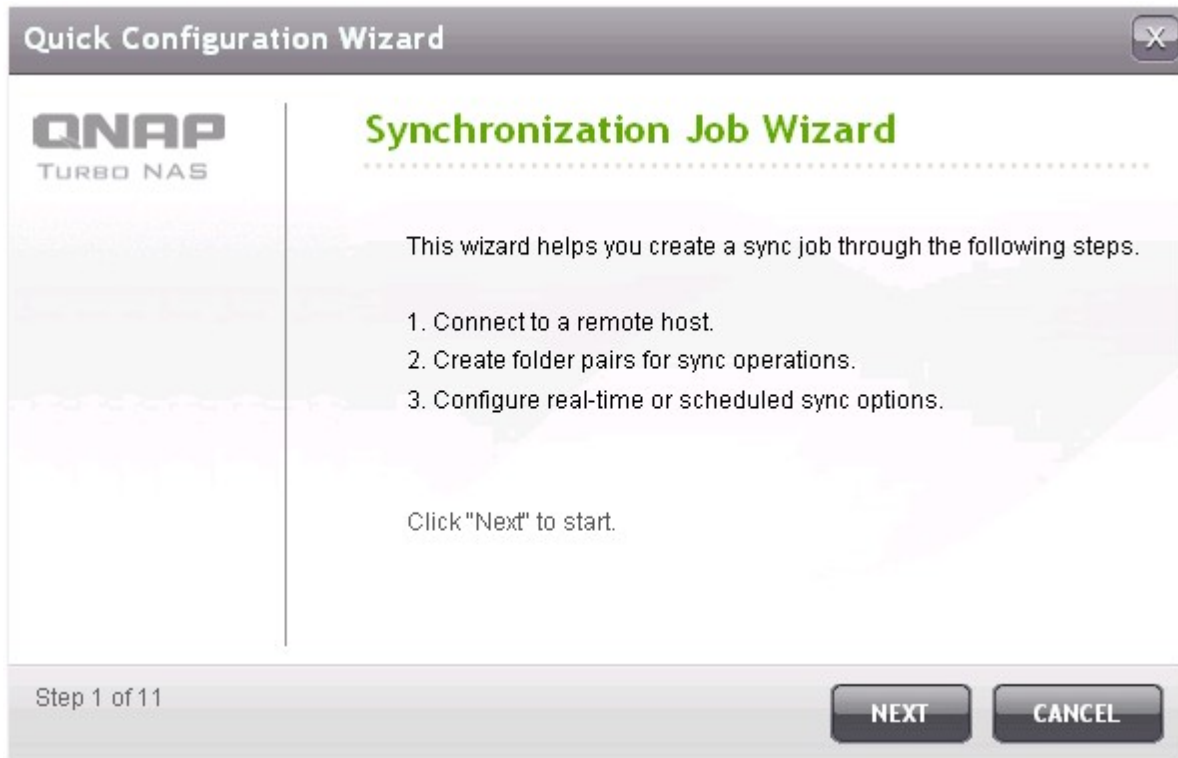 Quick Configuration Wizard
X
QNAP
TURBO NAS
Synchronization Job Wizard
This wizard helps you create a sync job through the following steps.
1. Connect to a remote host.
2. Create folder pairs for sync operations.
3. Configure real-time or scheduled sync options.
Click "Next" to start.
Step 1 of 11
NEXT
CANCEL